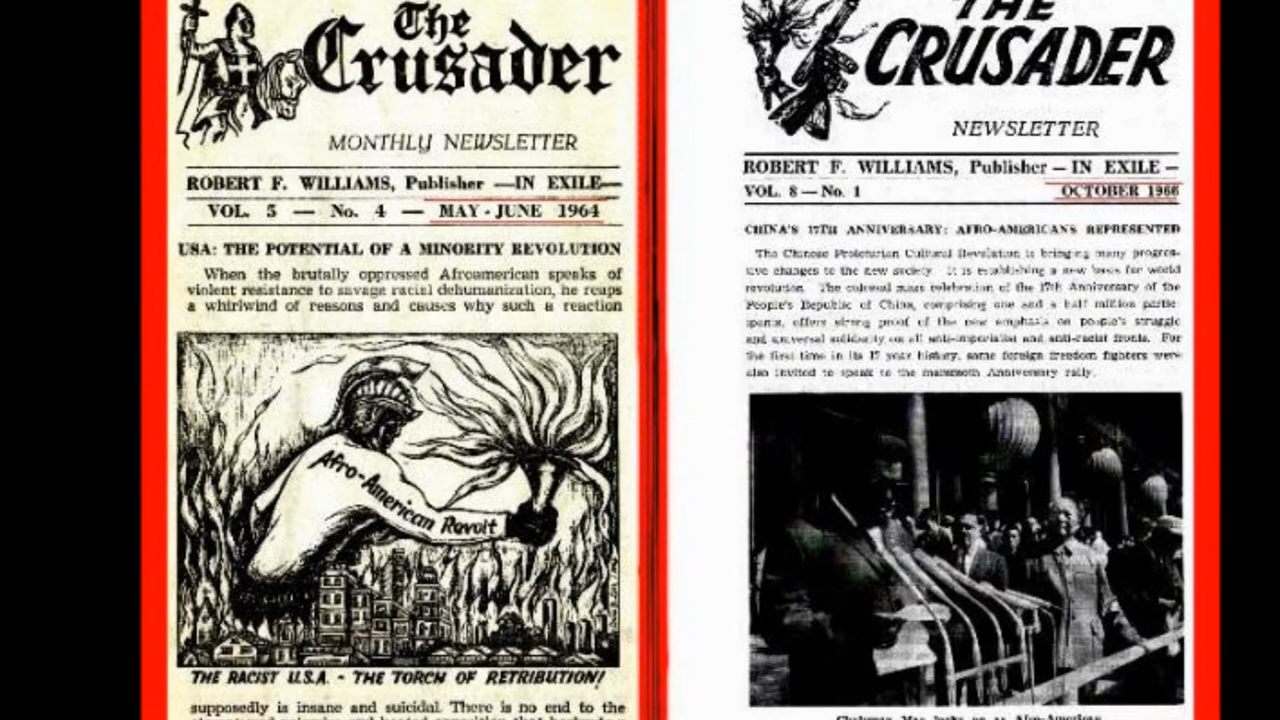 The
Crusader
MONTHLY NEWSLETTER
ROBERT F. WILLIAMS, Publisher —IN EXILE—
VOL. 5 — No. 4 — MAY - JUNE 1964
USA: THE POTENTIAL OF A MINORITY REVOLUTION
When the brutally oppressed Afroamerican speaks of
violent resistance to savage racial dehumanization, he reaps
a whirlwind of reasons and causes why such a reaction
Afro-American Revolt
THE RACIST U.S.A. - THE TORCH OF RETRIBUTION!
supposedly is insane and suicidal. There is no end to the
THE
CRUSADER
NEWSLETTER
ROBERT F. WILLIAMS, Publisher — IN EXILE —
VOL. 8 — No. 1 OCTOBER 1966
CHINA'S 17TH ANNIVERSARY: AFRO-AMERICANS REPRESENTED
The Chinese Proletarian Cultural Revolution is bringing many progres-
sive changes to the new society. It is establishing a new basis for world
revolution. The colossal mass celebration of the 17th Anniversary of the
People's Republic of China, comprising one and a half million partic-
ipants, offers strong proof of the new emphasis on people's struggle
and universal solidarity on all anti-imperialist and anti-racist fronts. For
the first time in its 17 year history, some foreign freedom fighters were
also invited to speak to the mammoth Anniversary rally.
Chairman Mao looks on as Afro-American